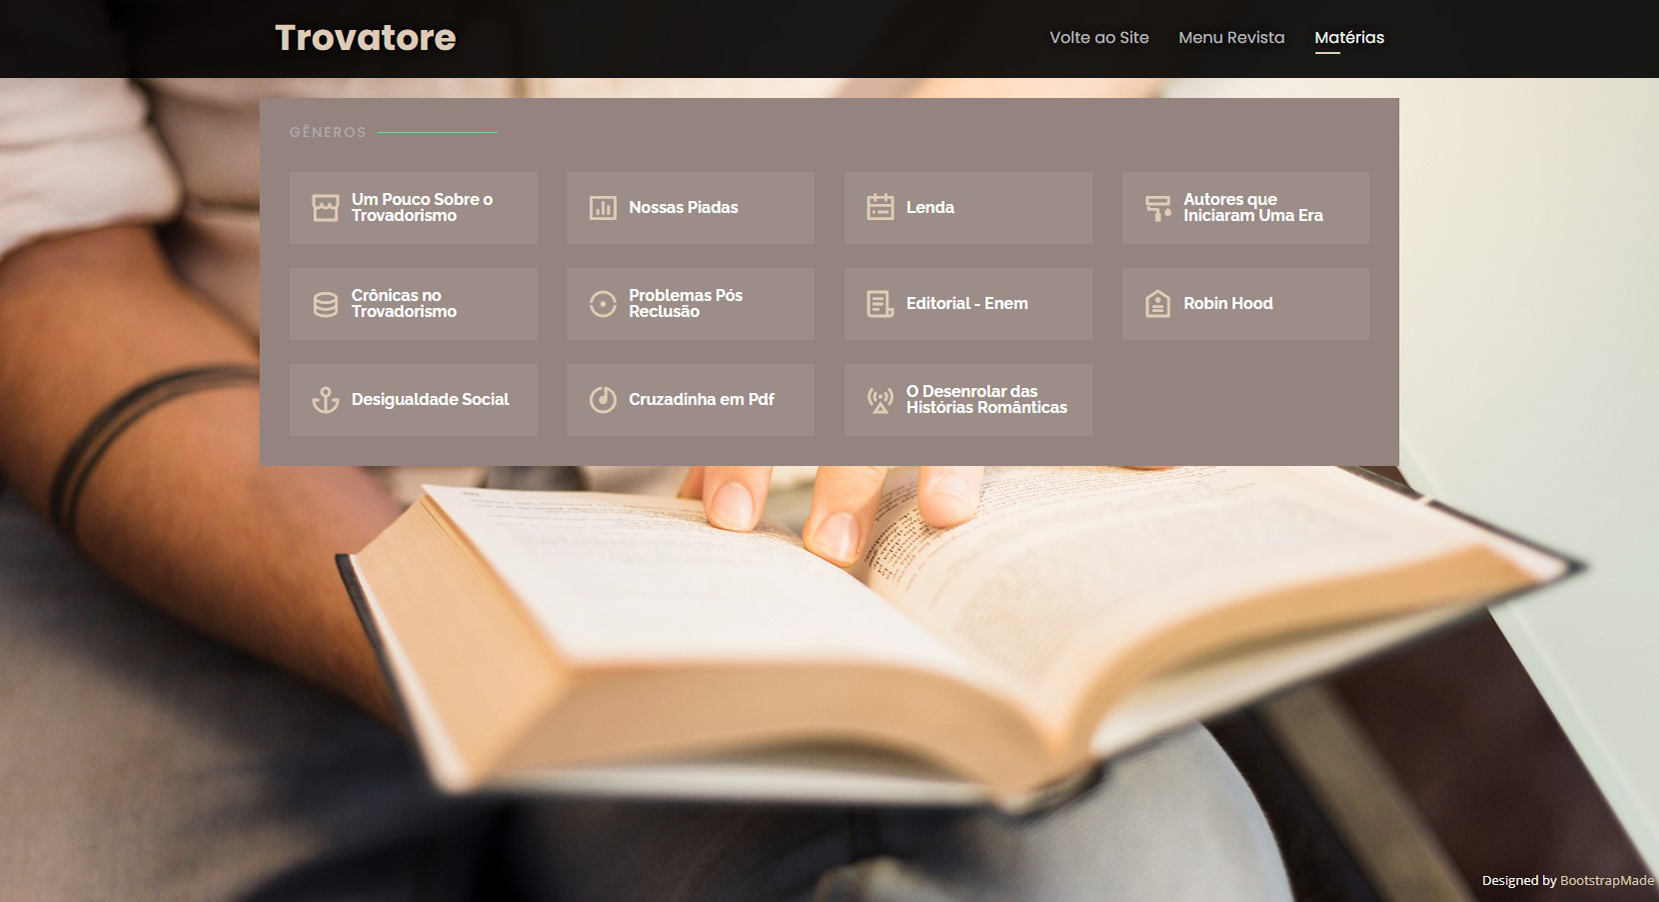 Trovatore
Volte ao Site
Menu Revista
Matérias
GÊNEROS
Um Pouco Sobre o
Trovadorismo
Nossas Piadas
Lenda
Autores que
Iniciaram Uma Era
Crônicas no
Trovadorismo
Problemas Pós
Reclusão
Editorial - Enem
Robin Hood
Desigualdade Social
Cruzadinha em Pdf
O Desenrolar das
Histórias Românticas
Designed by BootstrapMade